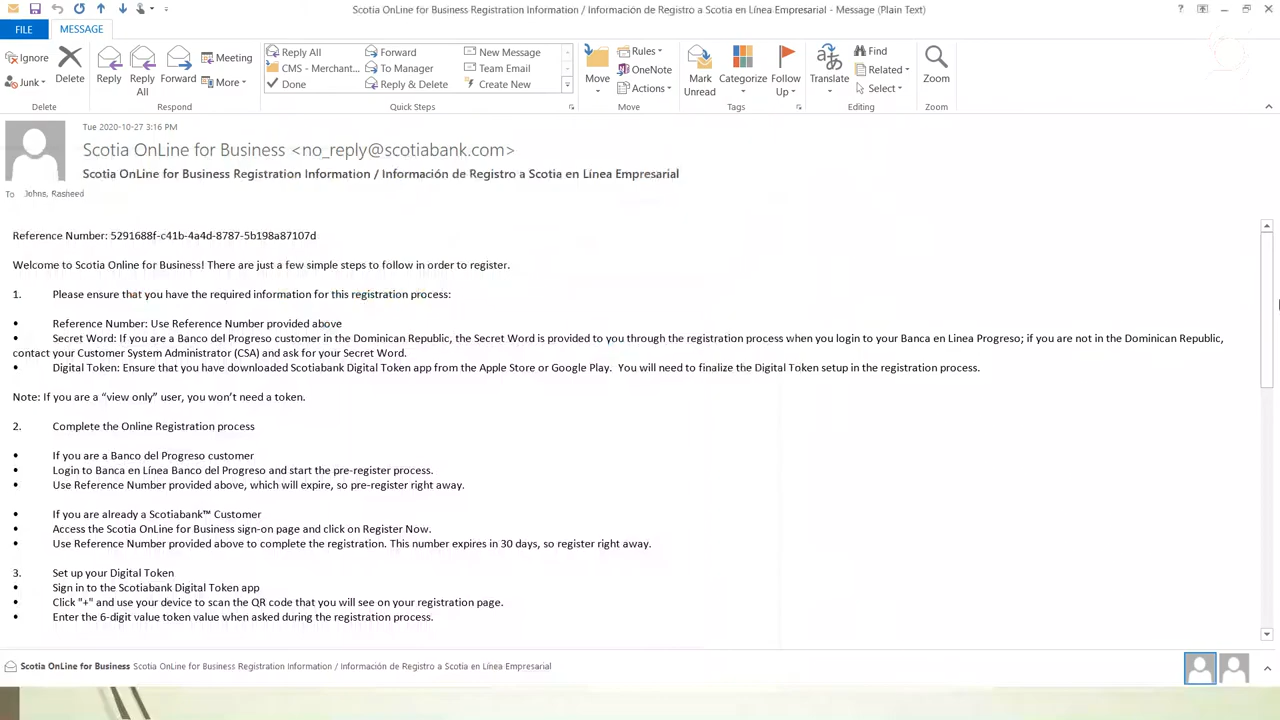 Scotia OnLine for Business Registration Information / Información de Registro a Scotia en Línea Empresarial - Message (Plain Text)
FILE
MESSAGE
Ignore
Junk
Delete
Reply
Reply All
Forward
Meeting
More
Reply All
CMS - Merchant...
Done
Forward
To Manager
Reply & Delete
New Message
Team Email
Create New
Move
Rules
OneNote
Actions
Mark Unread
Categorize
Follow Up
Translate
Find
Related
Select
Zoom
Delete
Respond
Quick Steps
Move
Tags
Editing
Zoom
Tue 2020-10-27 3:16 PM
Scotia OnLine for Business <no_reply@scotiabank.com>
Scotia OnLine for Business Registration Information / Información de Registro a Scotia en Línea Empresarial
To Johns, Rasheed
Reference Number: 5291688f-c41b-4a4d-8787-5b198a87107d
Welcome to Scotia Online for Business! There are just a few simple steps to follow in order to register.
1. Please ensure that you have the required information for this registration process:
• Reference Number: Use Reference Number provided above
• Secret Word: If you are a Banco del Progreso customer in the Dominican Republic, the Secret Word is provided to you through the registration process when you login to your Banca en Linea Progreso; if you are not in the Dominican Republic,
contact your Customer System Administrator (CSA) and ask for your Secret Word.
• Digital Token: Ensure that you have downloaded Scotiabank Digital Token app from the Apple Store or Google Play. You will need to finalize the Digital Token setup in the registration process.
Note: If you are a “view only” user, you won’t need a token.
2. Complete the Online Registration process
• If you are a Banco del Progreso customer
• Login to Banca en Línea Banco del Progreso and start the pre-register process.
• Use Reference Number provided above, which will expire, so pre-register right away.
• If you are already a Scotiabank™ Customer
• Access the Scotia OnLine for Business sign-on page and click on Register Now.
• Use Reference Number provided above to complete the registration. This number expires in 30 days, so register right away.
3. Set up your Digital Token
• Sign in to the Scotiabank Digital Token app
• Click "+" and use your device to scan the QR code that you will see on your registration page.
• Enter the 6-digit value token value when asked during the registration process.
Scotia OnLine for Business Scotia OnLine for Business Registration Information / Información de Registro a Scotia en Línea Empresarial